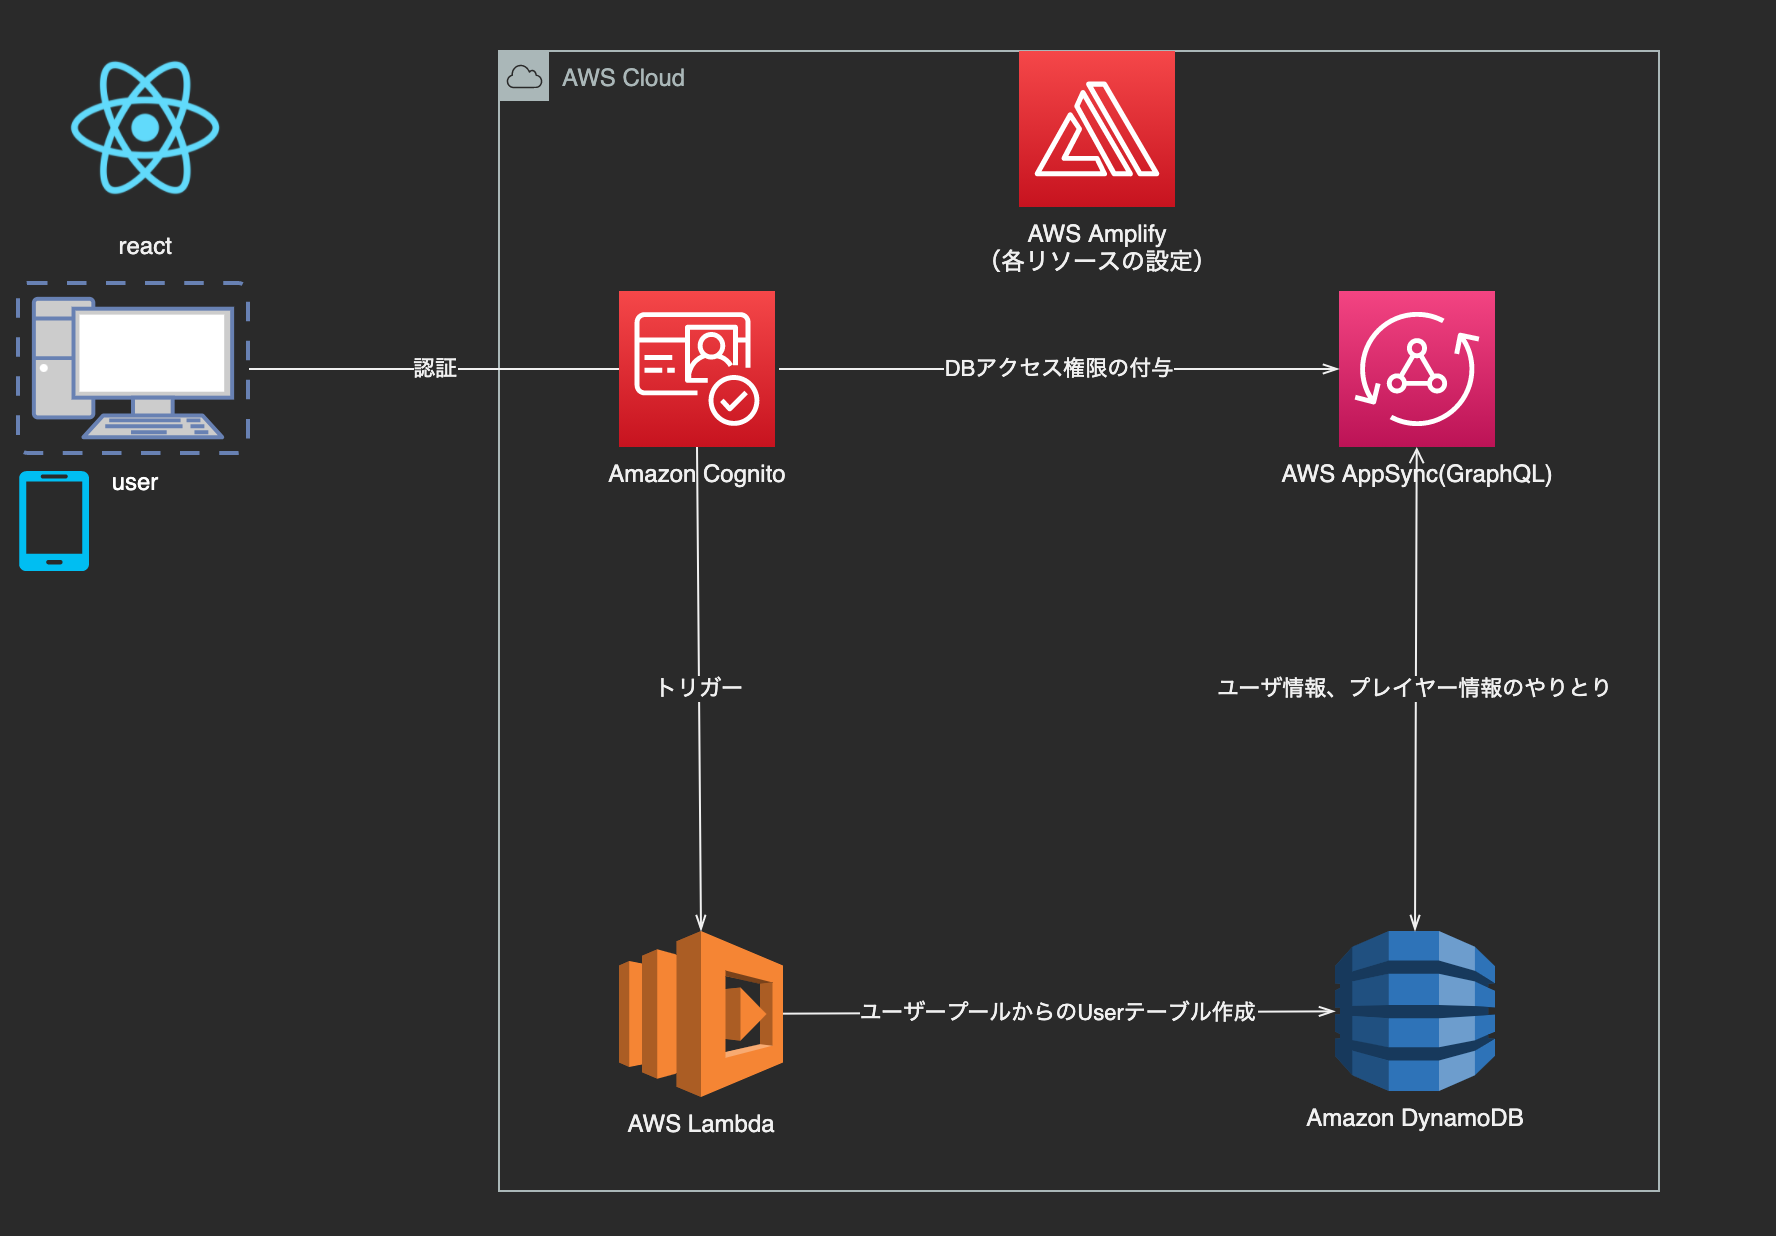 AWS Cloud
react
AWS Amplify
（各リソースの設定）
認証
DBアクセス権限の付与
user
Amazon Cognito
AWS AppSync(GraphQL)
トリガー
ユーザ情報、プレイヤー情報のやりとり
ユーザープールからのUserテーブル作成
AWS Lambda
Amazon DynamoDB